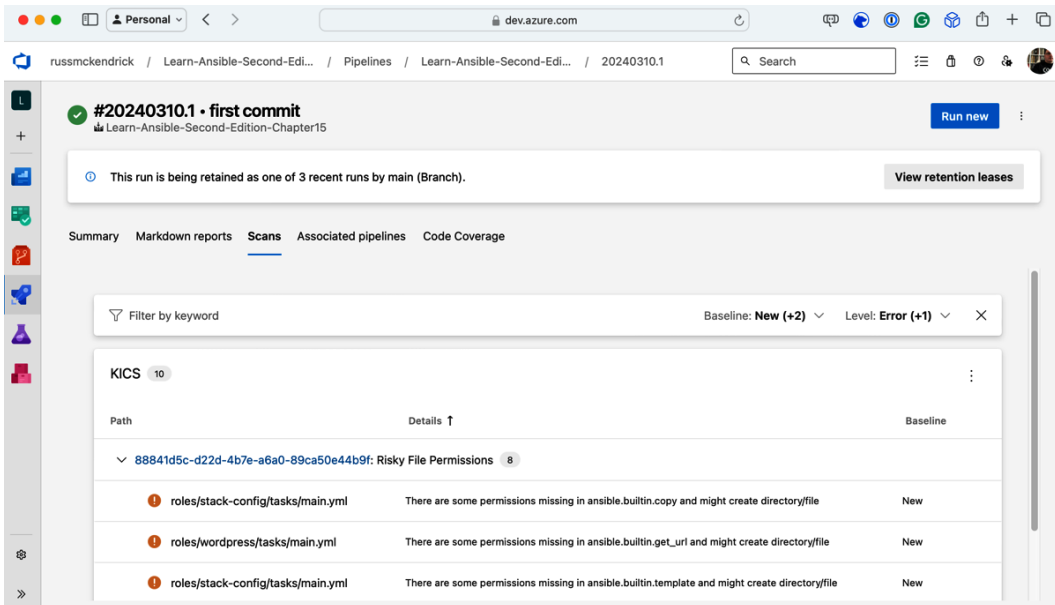 Personal
dev.azure.com
russmckendrick / Learn-Ansible-Second-Edi... / Pipelines / Learn-Ansible-Second-Edi... / 20240310.1
Search
L
#20240310.1 • first commit
Learn-Ansible-Second-Edition-Chapter15
Run new
This run is being retained as one of 3 recent runs by main (Branch).
View retention leases
Summary Markdown reports Scans Associated pipelines Code Coverage
Filter by keyword
Baseline: New (+2)
Level: Error (+1)
KICS 10
Path Details ↑ Baseline
88841d5c-d22d-4b7e-a6a0-89ca50e44b9f: Risky File Permissions 8
roles/stack-config/tasks/main.yml There are some permissions missing in ansible.builtin.copy and might create directory/file New
roles/wordpress/tasks/main.yml There are some permissions missing in ansible.builtin.get_url and might create directory/file New
roles/stack-config/tasks/main.yml There are some permissions missing in ansible.builtin.template and might create directory/file New